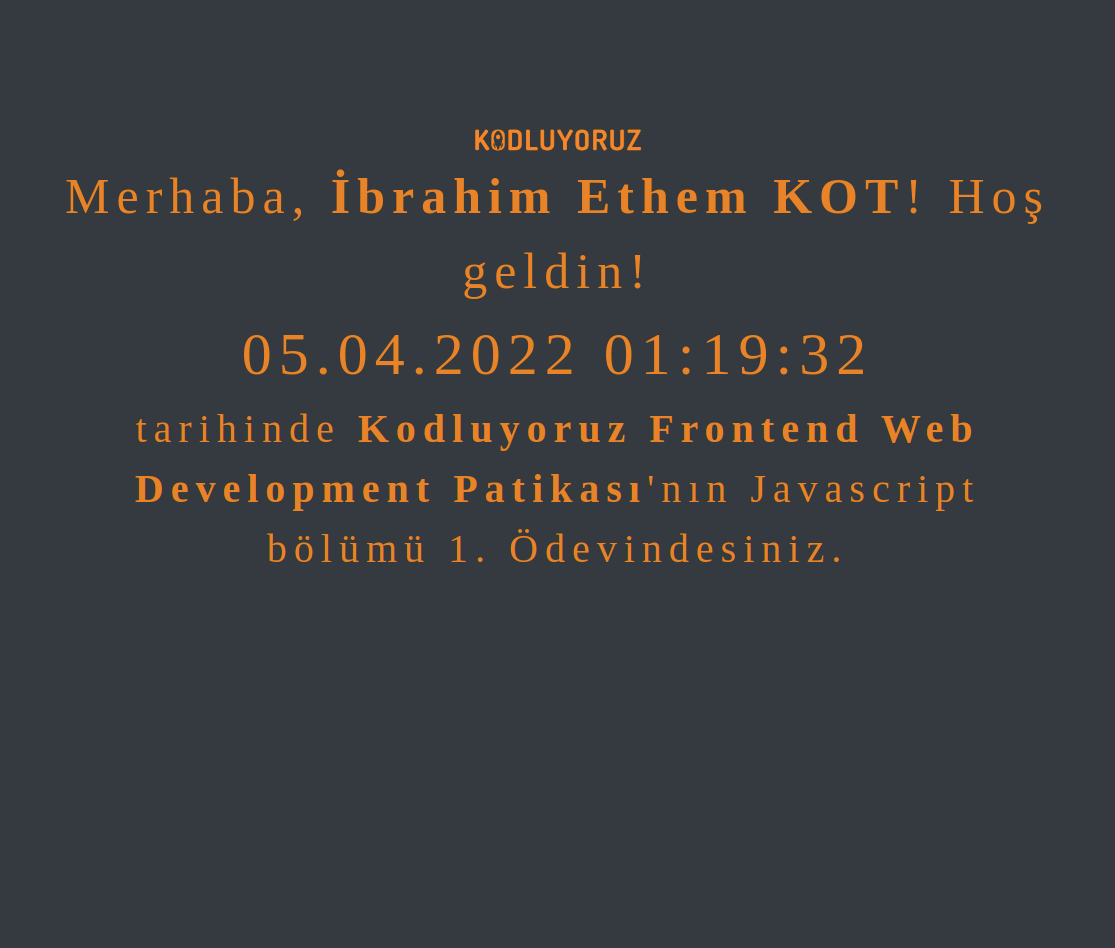 KODLUYORUZ
Merhaba, İbrahim Ethem KOT! Hoş
geldin!
05.04.2022 01:19:32
tarihinde Kodluyoruz Frontend Web
Development Patikası'nın Javascript
bölümü 1. Ödevindesiniz.